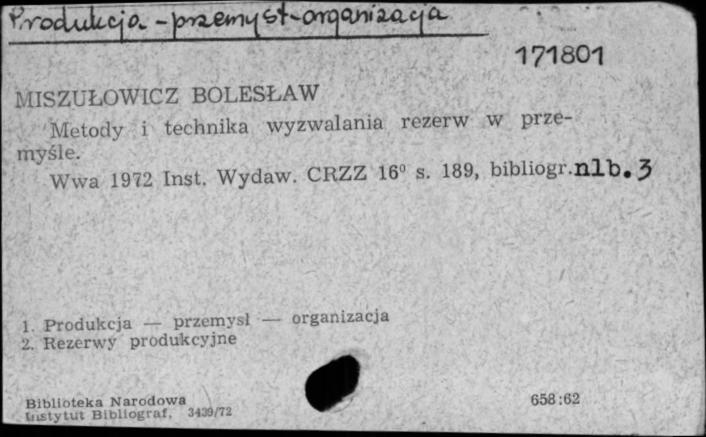 Produkcja - przemysł - organizacja
171801
MISZUŁOWICZ BOLESŁAW
Metody i technika wyzwalania rezerw w prze-
myśle.
Wwa 1972 Inst. Wydaw. CRZZ 16° s. 189, bibliogr. nlb. 3
1. Produkcja — przemysł — organizacja
2. Rezerwy produkcyjne
Biblioteka Narodowa
Instytut Bibliograf. 3439/72
658:62